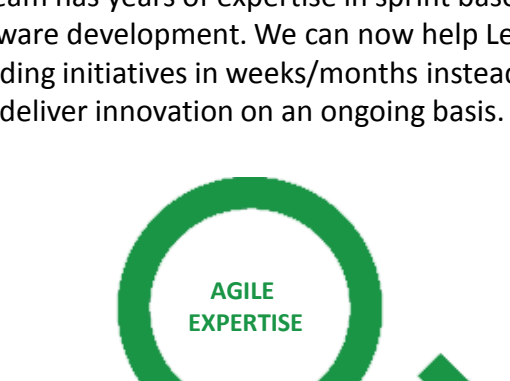 eam has years of expertise in sprint base
ware development. We can now help Le
ding initiatives in weeks/months instead
deliver innovation on an ongoing basis.
AGILE
EXPERTISE